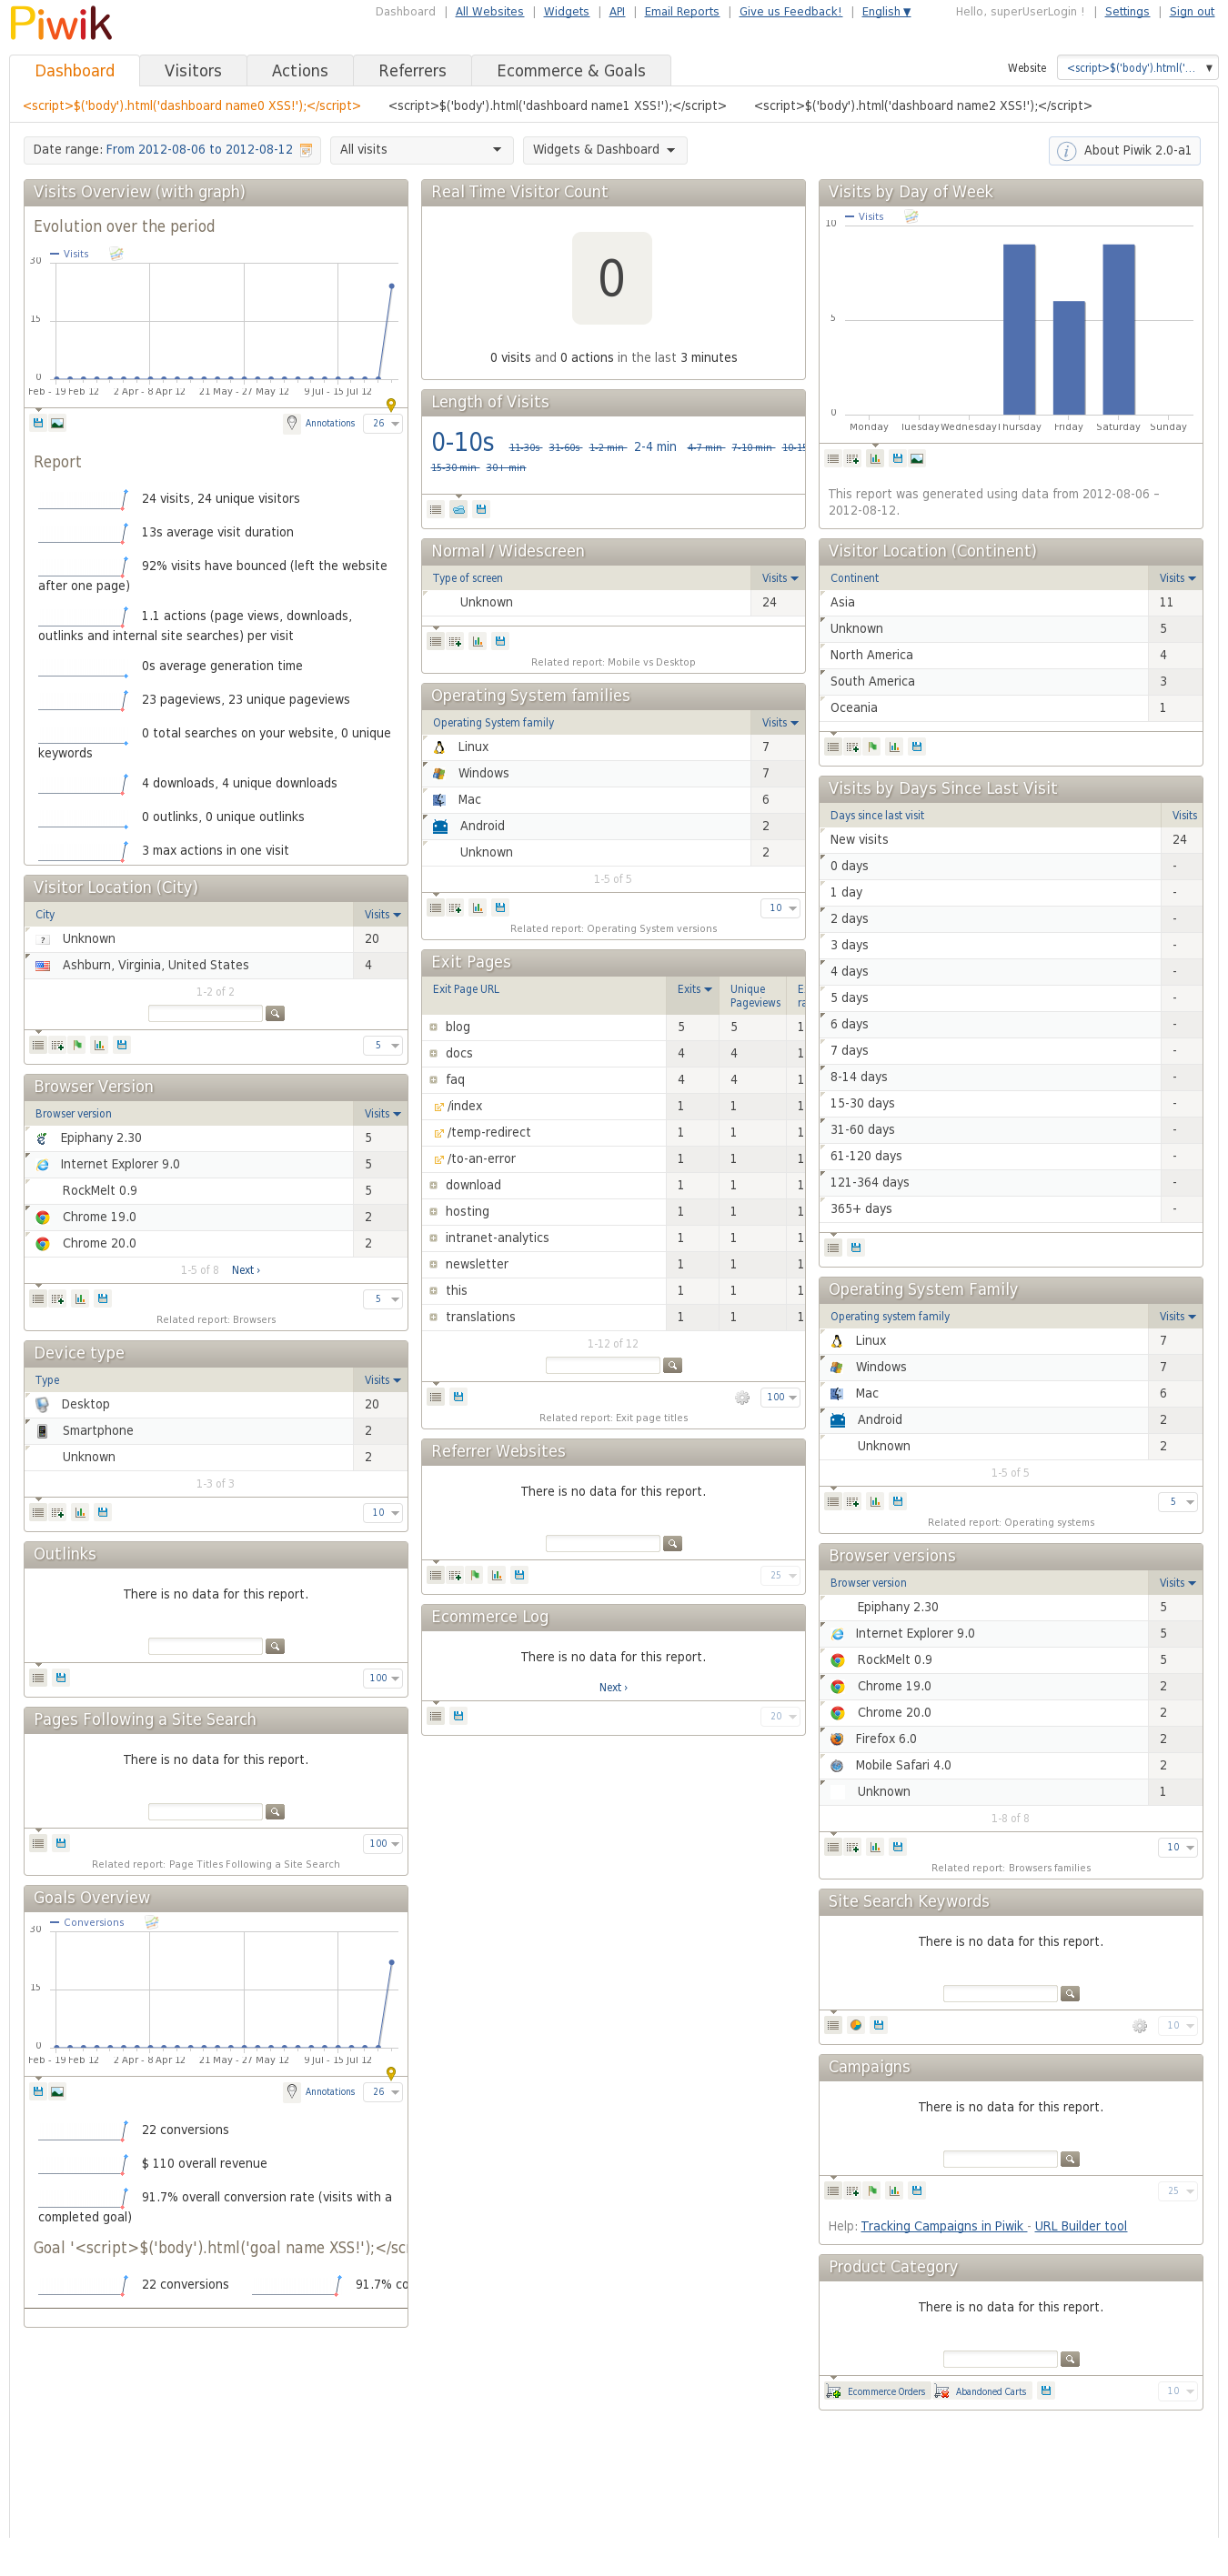 Piwik
Dashboard | All Websites | Widgets | API | Email Reports | Give us Feedback! | English ▼ Hello, superUserLogin ! | Settings | Sign out
Dashboard Visitors Actions Referrers Ecommerce & Goals
Website <script>$('body').html('... ▼
<script>$('body').html('dashboard name0 XSS!');</script> <script>$('body').html('dashboard name1 XSS!');</script> <script>$('body').html('dashboard name2 XSS!');</script>
Date range: From 2012-08-06 to 2012-08-12 All visits Widgets & Dashboard About Piwik 2.0-a1
Visits Overview (with graph)
Evolution over the period
Visits
30
15
0
Feb - 19 Feb 12 2 Apr - 8 Apr 12 21 May - 27 May 12 9 Jul - 15 Jul 12
Annotations 26
Report
24 visits, 24 unique visitors
13s average visit duration
92% visits have bounced (left the website
after one page)
1.1 actions (page views, downloads,
outlinks and internal site searches) per visit
0s average generation time
23 pageviews, 23 unique pageviews
0 total searches on your website, 0 unique
keywords
4 downloads, 4 unique downloads
0 outlinks, 0 unique outlinks
3 max actions in one visit
Visitor Location (City)
City Visits
Unknown 20
Ashburn, Virginia, United States 4
1-2 of 2
5
Browser Version
Browser version Visits
Epiphany 2.30 5
Internet Explorer 9.0 5
RockMelt 0.9 5
Chrome 19.0 2
Chrome 20.0 2
1-5 of 8 Next ›
5
Related report: Browsers
Device type
Type Visits
Desktop 20
Smartphone 2
Unknown 2
1-3 of 3
10
Outlinks
There is no data for this report.
100
Pages Following a Site Search
There is no data for this report.
100
Related report: Page Titles Following a Site Search
Goals Overview
Conversions
30
15
0
Feb - 19 Feb 12 2 Apr - 8 Apr 12 21 May - 27 May 12 9 Jul - 15 Jul 12
Annotations 26
22 conversions
$ 110 overall revenue
91.7% overall conversion rate (visits with a
completed goal)
Goal '<script>$('body').html('goal name XSS!');</scri
22 conversions 91.7% co
Real Time Visitor Count
0
0 visits and 0 actions in the last 3 minutes
Length of Visits
0-10s 11-30s 31-60s 1-2 min 2-4 min 4-7 min 7-10 min 10-15
15-30 min 30+ min
Normal / Widescreen
Type of screen Visits
Unknown 24
Related report: Mobile vs Desktop
Operating System families
Operating System family Visits
Linux 7
Windows 7
Mac 6
Android 2
Unknown 2
1-5 of 5
10
Related report: Operating System versions
Exit Pages
Exit Page URL Exits Unique Ex
Pageviews ra
blog 5 5 1
docs 4 4 1
faq 4 4 1
/index 1 1 1
/temp-redirect 1 1 1
/to-an-error 1 1 1
download 1 1 1
hosting 1 1 1
intranet-analytics 1 1 1
newsletter 1 1 1
this 1 1 1
translations 1 1 1
1-12 of 12
100
Related report: Exit page titles
Referrer Websites
There is no data for this report.
25
Ecommerce Log
There is no data for this report.
Next ›
20
Visits by Day of Week
Visits
10
5
0
Monday Tuesday Wednesday Thursday Friday Saturday Sunday
This report was generated using data from 2012-08-06 –
2012-08-12.
Visitor Location (Continent)
Continent Visits
Asia 11
Unknown 5
North America 4
South America 3
Oceania 1
Visits by Days Since Last Visit
Days since last visit Visits
New visits 24
0 days -
1 day -
2 days -
3 days -
4 days -
5 days -
6 days -
7 days -
8-14 days -
15-30 days -
31-60 days -
61-120 days -
121-364 days -
365+ days -
Operating System Family
Operating system family Visits
Linux 7
Windows 7
Mac 6
Android 2
Unknown 2
1-5 of 5
5
Related report: Operating systems
Browser versions
Browser version Visits
Epiphany 2.30 5
Internet Explorer 9.0 5
RockMelt 0.9 5
Chrome 19.0 2
Chrome 20.0 2
Firefox 6.0 2
Mobile Safari 4.0 2
Unknown 1
1-8 of 8
10
Related report: Browsers families
Site Search Keywords
There is no data for this report.
10
Campaigns
There is no data for this report.
25
Help: Tracking Campaigns in Piwik - URL Builder tool
Product Category
There is no data for this report.
Ecommerce Orders Abandoned Carts 10